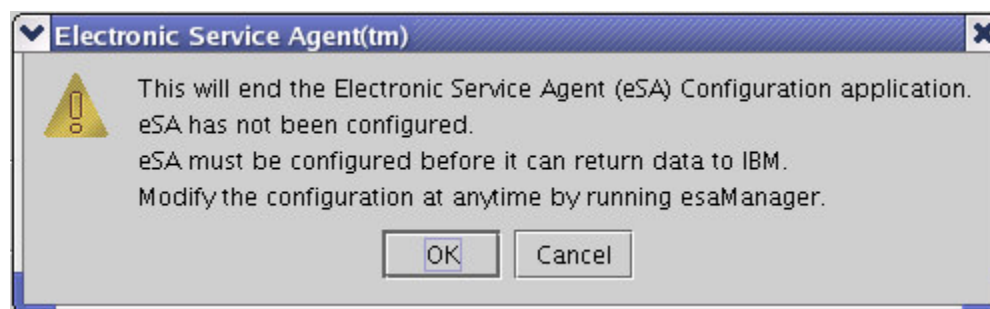 Electronic Service Agent(tm)
This will end the Electronic Service Agent (eSA) Configuration application.
eSA has not been configured.
eSA must be configured before it can return data to IBM.
Modify the configuration at anytime by running esaManager.
OK
Cancel